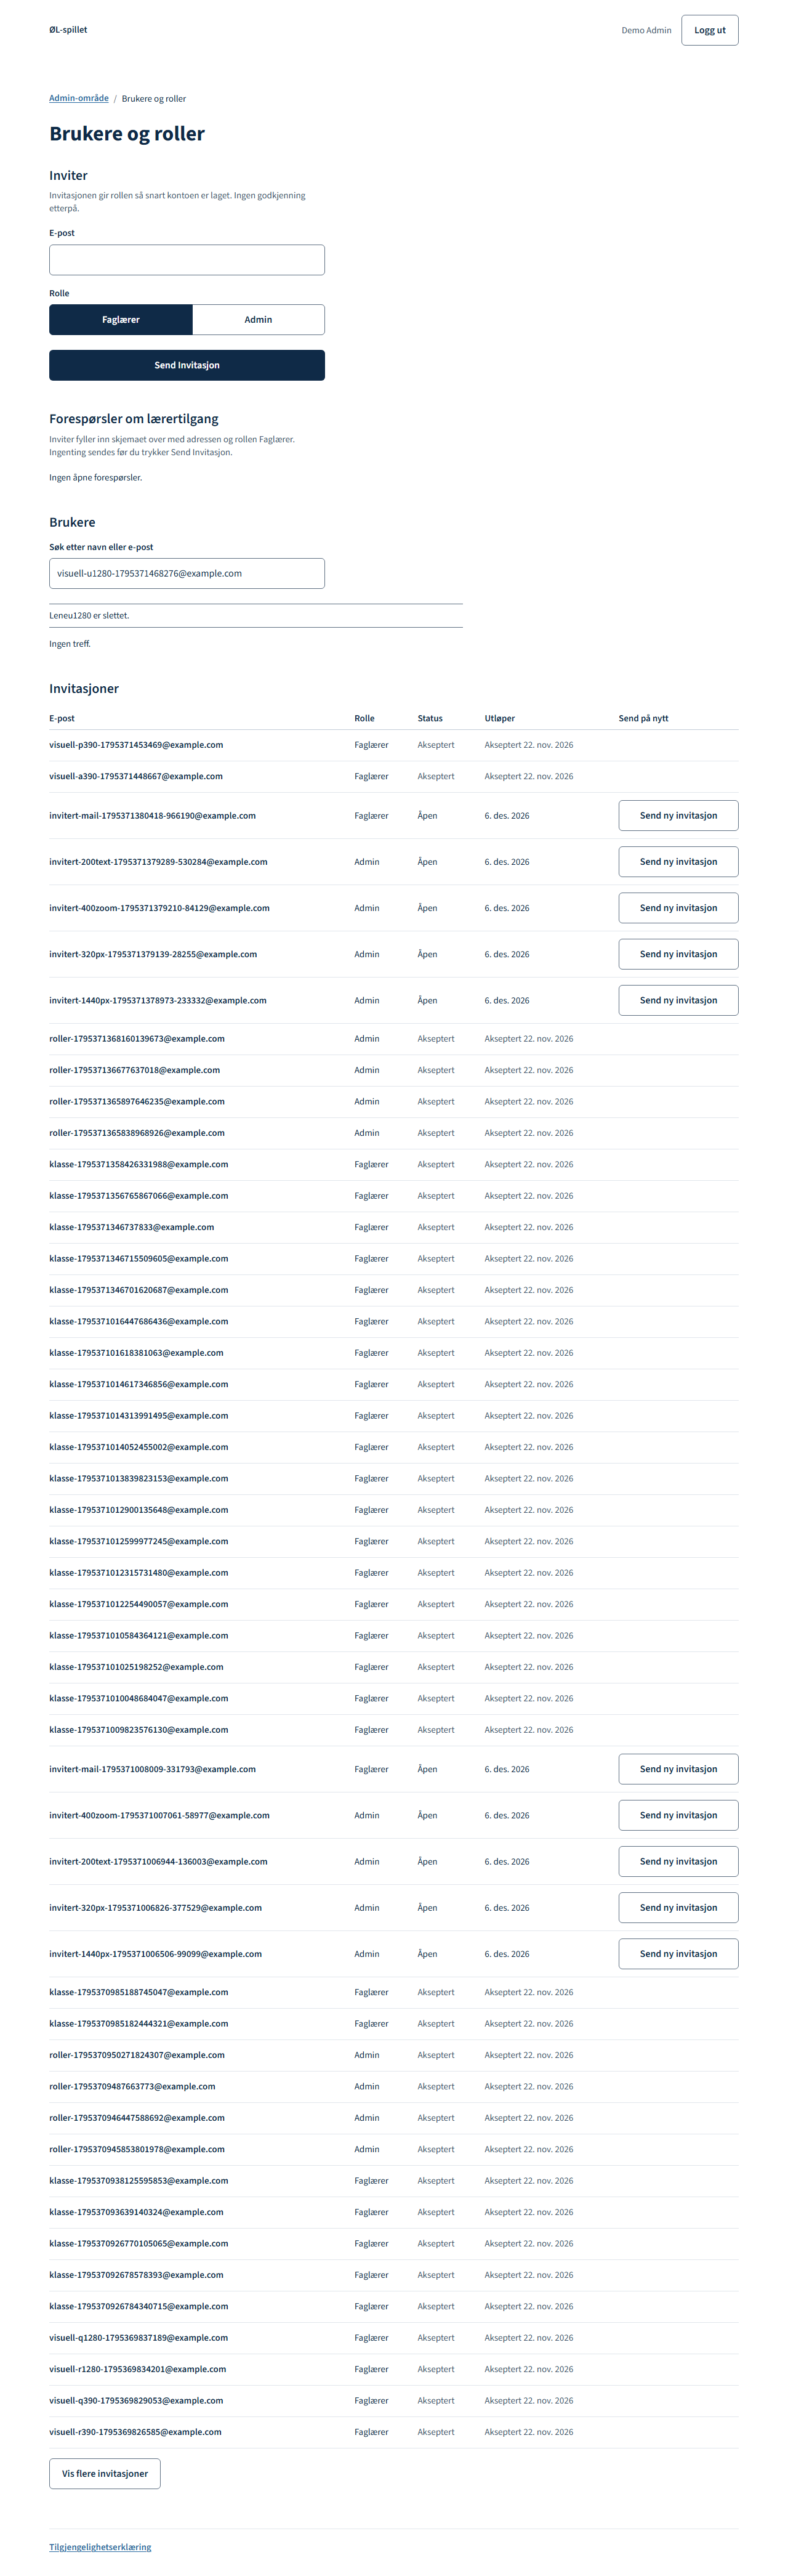 ØL-spillet
Demo Admin
Logg ut
Admin-område / Brukere og roller
Brukere og roller
Inviter
Invitasjonen gir rollen så snart kontoen er laget. Ingen godkjenning
etterpå.
E-post
Rolle
Faglærer
Admin
Send Invitasjon
Forespørsler om lærertilgang
Inviter fyller inn skjemaet over med adressen og rollen Faglærer.
Ingenting sendes før du trykker Send Invitasjon.
Ingen åpne forespørsler.
Brukere
Søk etter navn eller e-post
visuell-u1280-1795371468276@example.com
Leneu1280 er slettet.
Ingen treff.
Invitasjoner
E-post Rolle Status Utløper Send på nytt
visuell-p390-1795371453469@example.com Faglærer Akseptert Akseptert 22. nov. 2026
visuell-a390-1795371448667@example.com Faglærer Akseptert Akseptert 22. nov. 2026
invitert-mail-1795371380418-966190@example.com Faglærer Åpen 6. des. 2026 Send ny invitasjon
invitert-200text-1795371379289-530284@example.com Admin Åpen 6. des. 2026 Send ny invitasjon
invitert-400zoom-1795371379210-84129@example.com Admin Åpen 6. des. 2026 Send ny invitasjon
invitert-320px-1795371379139-28255@example.com Admin Åpen 6. des. 2026 Send ny invitasjon
invitert-1440px-1795371378973-233332@example.com Admin Åpen 6. des. 2026 Send ny invitasjon
roller-1795371368160139673@example.com Admin Akseptert Akseptert 22. nov. 2026
roller-179537136677637018@example.com Admin Akseptert Akseptert 22. nov. 2026
roller-1795371365897646235@example.com Admin Akseptert Akseptert 22. nov. 2026
roller-1795371365838968926@example.com Admin Akseptert Akseptert 22. nov. 2026
klasse-1795371358426331988@example.com Faglærer Akseptert Akseptert 22. nov. 2026
klasse-1795371356765867066@example.com Faglærer Akseptert Akseptert 22. nov. 2026
klasse-1795371346737833@example.com Faglærer Akseptert Akseptert 22. nov. 2026
klasse-1795371346715509605@example.com Faglærer Akseptert Akseptert 22. nov. 2026
klasse-1795371346701620687@example.com Faglærer Akseptert Akseptert 22. nov. 2026
klasse-1795371016447686436@example.com Faglærer Akseptert Akseptert 22. nov. 2026
klasse-179537101618381063@example.com Faglærer Akseptert Akseptert 22. nov. 2026
klasse-1795371014617346856@example.com Faglærer Akseptert Akseptert 22. nov. 2026
klasse-1795371014313991495@example.com Faglærer Akseptert Akseptert 22. nov. 2026
klasse-1795371014052455002@example.com Faglærer Akseptert Akseptert 22. nov. 2026
klasse-1795371013839823153@example.com Faglærer Akseptert Akseptert 22. nov. 2026
klasse-1795371012900135648@example.com Faglærer Akseptert Akseptert 22. nov. 2026
klasse-1795371012599977245@example.com Faglærer Akseptert Akseptert 22. nov. 2026
klasse-1795371012315731480@example.com Faglærer Akseptert Akseptert 22. nov. 2026
klasse-1795371012254490057@example.com Faglærer Akseptert Akseptert 22. nov. 2026
klasse-1795371010584364121@example.com Faglærer Akseptert Akseptert 22. nov. 2026
klasse-179537101025198252@example.com Faglærer Akseptert Akseptert 22. nov. 2026
klasse-1795371010048684047@example.com Faglærer Akseptert Akseptert 22. nov. 2026
klasse-1795371009823576130@example.com Faglærer Akseptert Akseptert 22. nov. 2026
invitert-mail-1795371008009-331793@example.com Faglærer Åpen 6. des. 2026 Send ny invitasjon
invitert-400zoom-1795371007061-58977@example.com Admin Åpen 6. des. 2026 Send ny invitasjon
invitert-200text-1795371006944-136003@example.com Admin Åpen 6. des. 2026 Send ny invitasjon
invitert-320px-1795371006826-377529@example.com Admin Åpen 6. des. 2026 Send ny invitasjon
invitert-1440px-1795371006506-99099@example.com Admin Åpen 6. des. 2026 Send ny invitasjon
klasse-1795370985188745047@example.com Faglærer Akseptert Akseptert 22. nov. 2026
klasse-1795370985182444321@example.com Faglærer Akseptert Akseptert 22. nov. 2026
roller-1795370950271824307@example.com Admin Akseptert Akseptert 22. nov. 2026
roller-17953709487663773@example.com Admin Akseptert Akseptert 22. nov. 2026
roller-1795370946447588692@example.com Admin Akseptert Akseptert 22. nov. 2026
roller-1795370945853801978@example.com Admin Akseptert Akseptert 22. nov. 2026
klasse-1795370938125595853@example.com Faglærer Akseptert Akseptert 22. nov. 2026
klasse-179537093639140324@example.com Faglærer Akseptert Akseptert 22. nov. 2026
klasse-1795370926770105065@example.com Faglærer Akseptert Akseptert 22. nov. 2026
klasse-179537092678578393@example.com Faglærer Akseptert Akseptert 22. nov. 2026
klasse-1795370926784340715@example.com Faglærer Akseptert Akseptert 22. nov. 2026
visuell-q1280-1795369837189@example.com Faglærer Akseptert Akseptert 22. nov. 2026
visuell-r1280-1795369834201@example.com Faglærer Akseptert Akseptert 22. nov. 2026
visuell-q390-1795369829053@example.com Faglærer Akseptert Akseptert 22. nov. 2026
visuell-r390-1795369826585@example.com Faglærer Akseptert Akseptert 22. nov. 2026
Vis flere invitasjoner
Tilgjengelighetserklæring